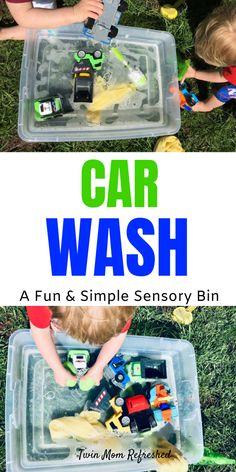 CAR
WASH
A Fun & Simple Sensory Bin
Twin Mom Refreshed